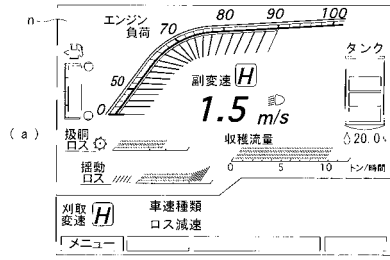 n
(a)
エンジン
負荷
0 50 70 80 90 100
タンク
副変速 H
1.5 m/s
20.0
扱胴
ロス
収穫流量
0 5 10 トン/時間
揺動
ロス
刈取
変速 H
車速種類
ロス減速
メニュー